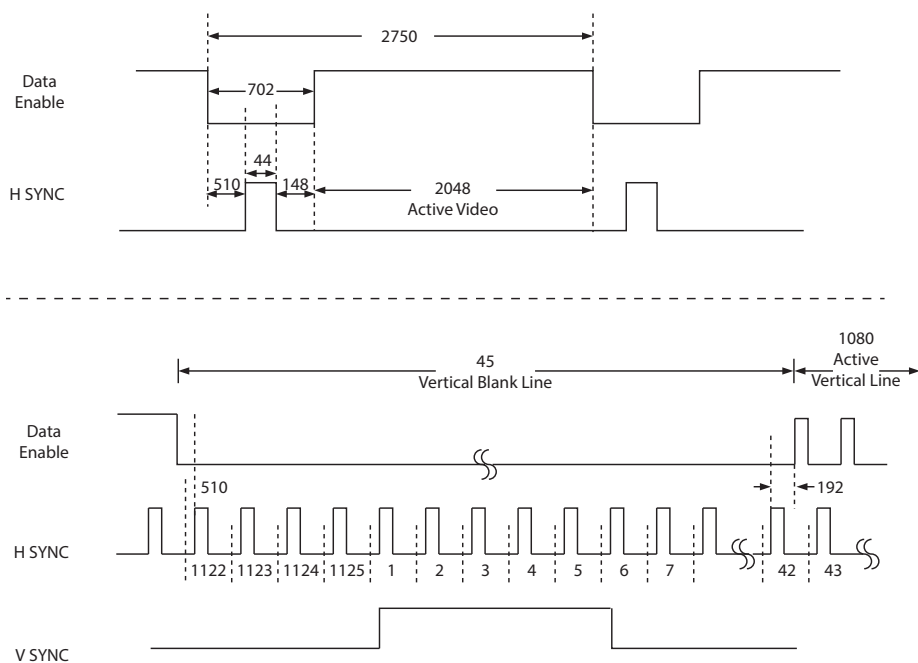 2750
Data
Enable
702
44
510
148
H SYNC
2048
Active Video
45
Vertical Blank Line
1080
Active
Vertical Line
Data
Enable
510
192
H SYNC
1122 1123 1124 1125 1 2 3 4 5 6 7 42 43
V SYNC